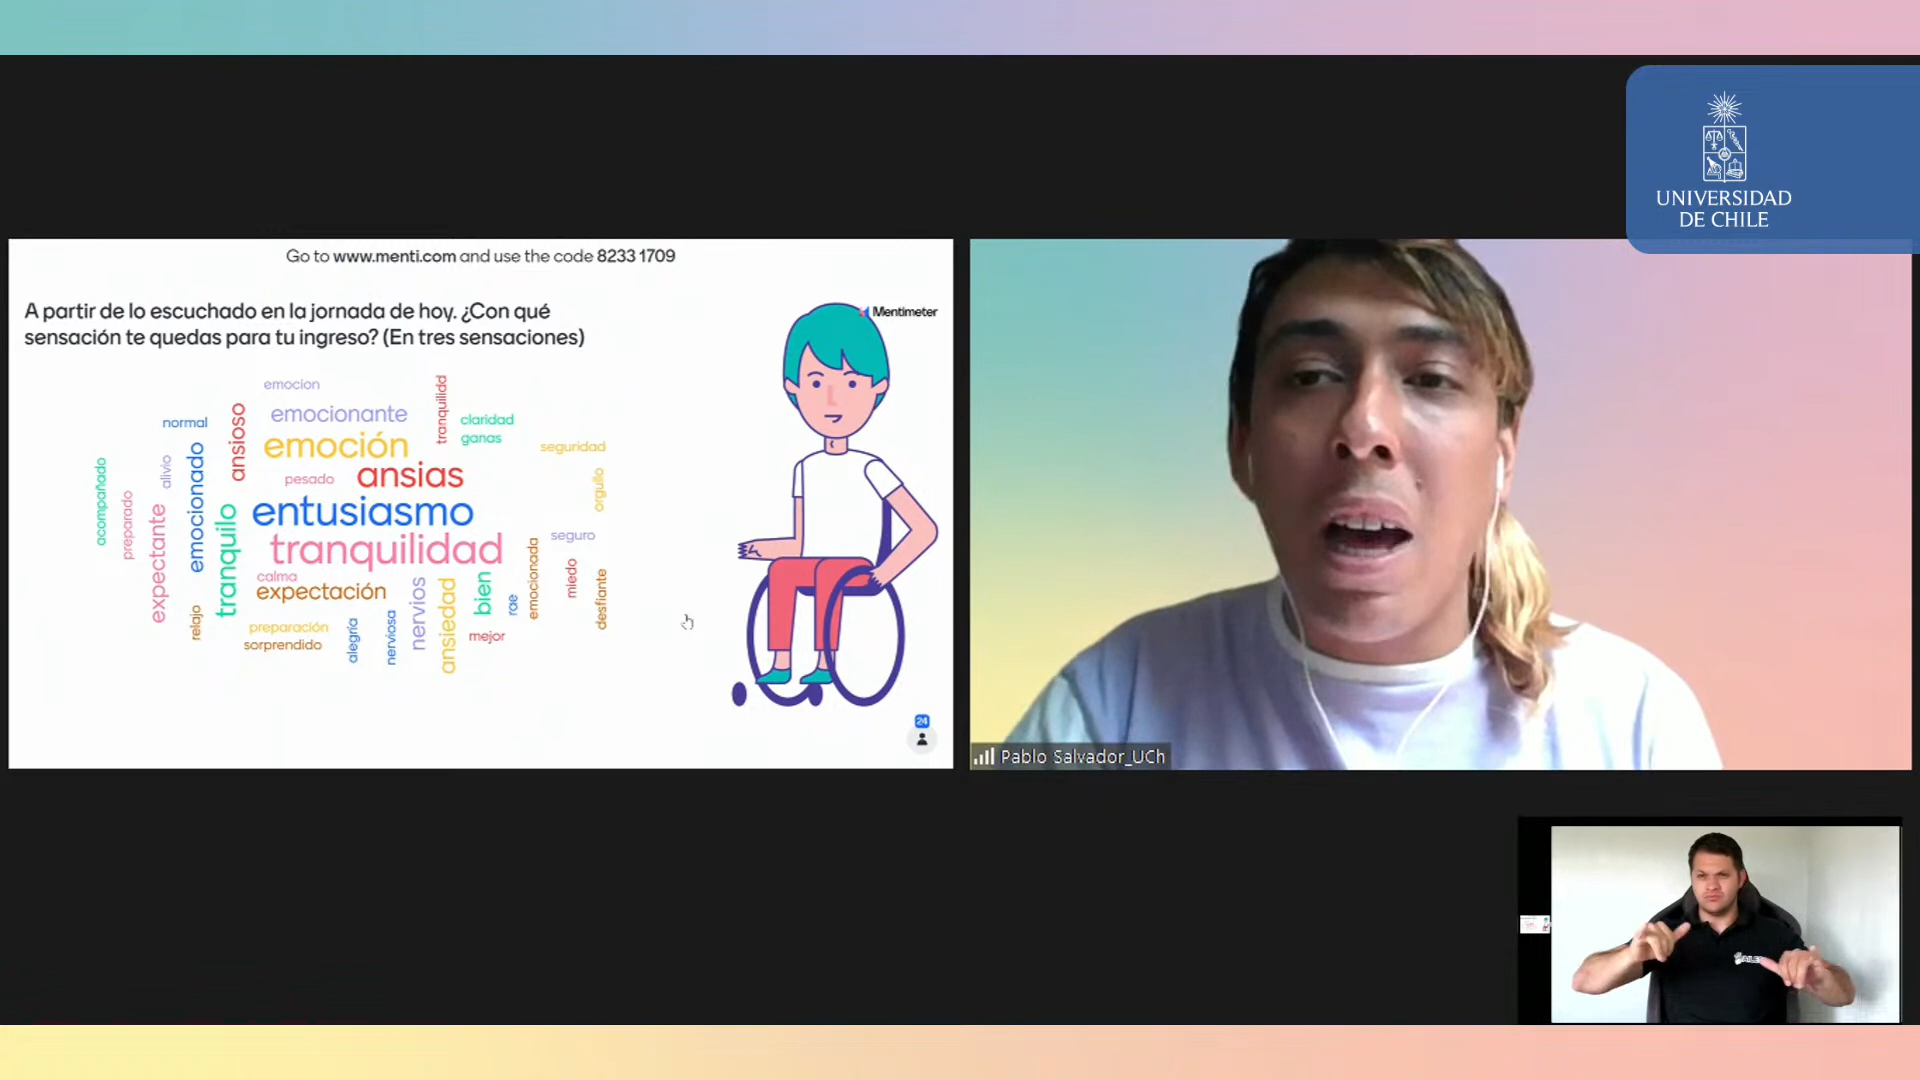 UNIVERSIDAD
DE CHILE
Go to www.menti.com and use the code 8233 1709
Mentimeter
A partir de lo escuchado en la jornada de hoy. ¿Con qué
sensación te quedas para tu ingreso? (En tres sensaciones)
emocion
tranquilidd
emocionante
claridad
normal
ansioso
ganas
emoción
seguridad
acompañado
alivio
emocionado
pesado
ansias
orgullo
preparado
expectante
tranquilo
entusiasmo
tranquilidad
seguro
calma
expectación
nervios
ansiedad
bien
rae
emocionada
miedo
desfiante
relajo
preparación
alegría
nerviosa
mejor
sorprendido
24
Pablo Salvador_UCh